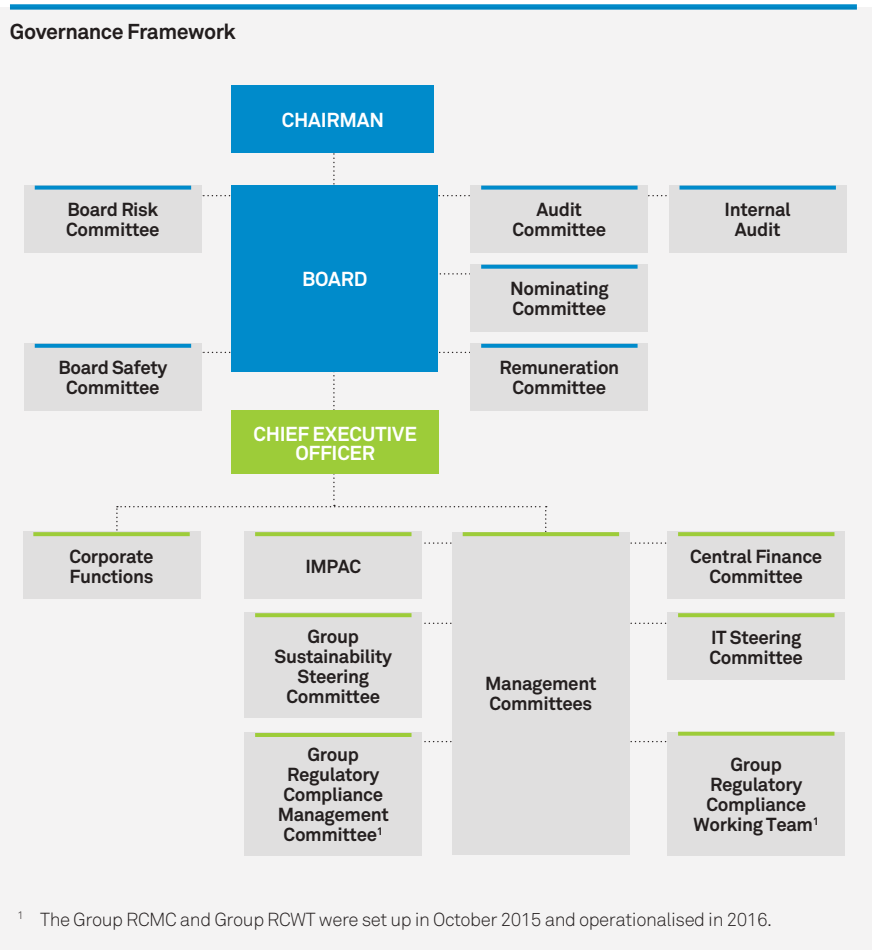 Governance Framework
CHAIRMAN
Board Risk
Committee
BOARD
Audit
Committee
Internal
Audit
Nominating
Committee
Board Safety
Committee
Remuneration
Committee
CHIEF EXECUTIVE
OFFICER
Corporate
Functions
IMPAC
Management
Committees
Central Finance
Committee
Group
Sustainability
Steering
Committee
IT Steering
Committee
Group
Regulatory
Compliance
Management
Committee¹
Group
Regulatory
Compliance
Working Team¹
¹ The Group RCMC and Group RCWT were set up in October 2015 and operationalised in 2016.